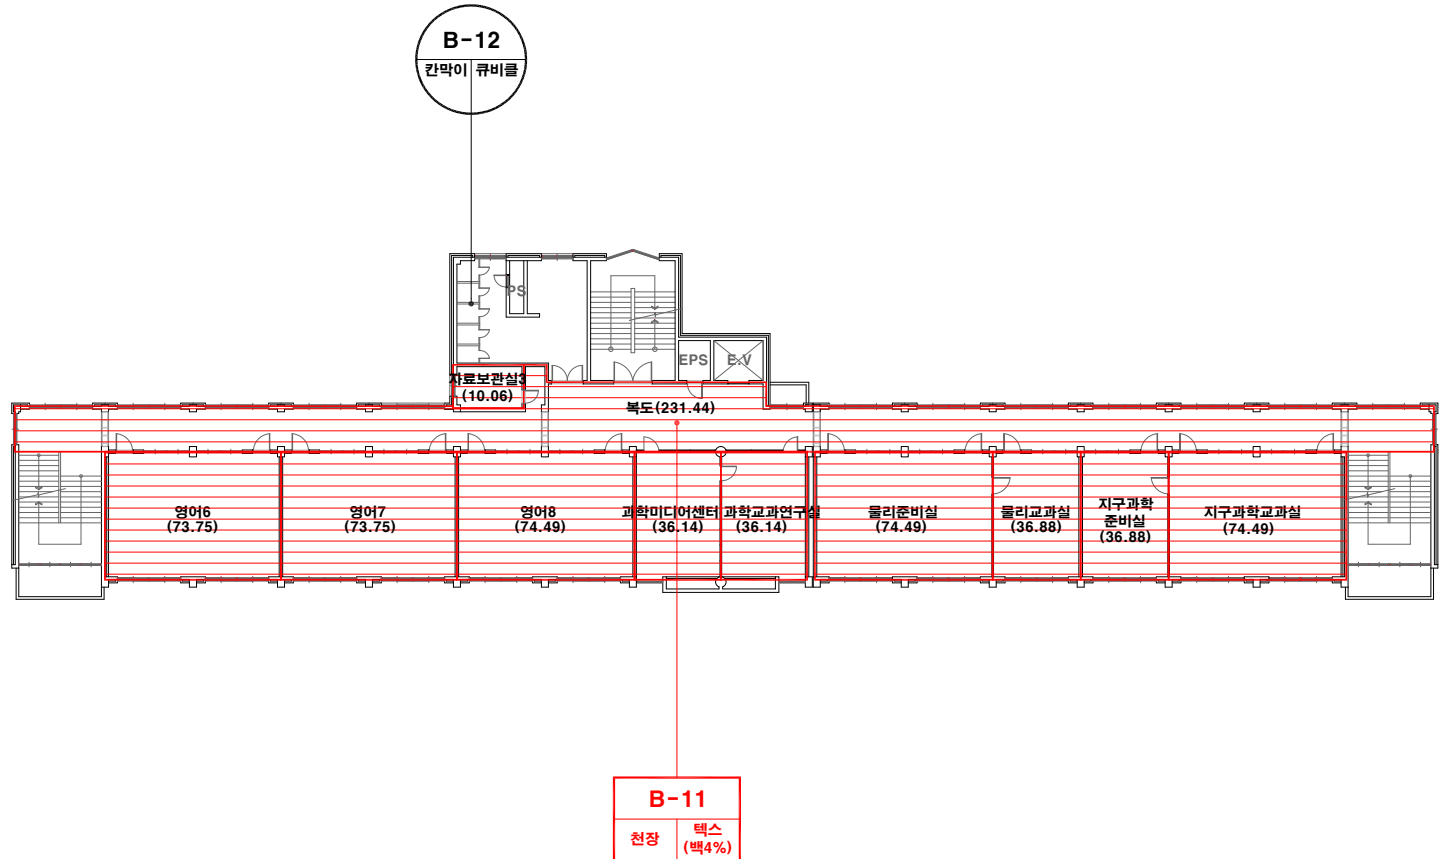 B-12
칸막이 큐비클
PS
EPS
E.V
자료보관실3
(10.06)
복도(231.44)
영어6
(73.75)
영어7
(73.75)
영어8
(74.49)
과학미디어센터
(36.14)
과학교과연구실
(36.14)
물리준비실
(74.49)
물리교과실
(36.88)
지구과학
준비실
(36.88)
지구과학교과실
(74.49)
B-11
천장
텍스
(백4%)